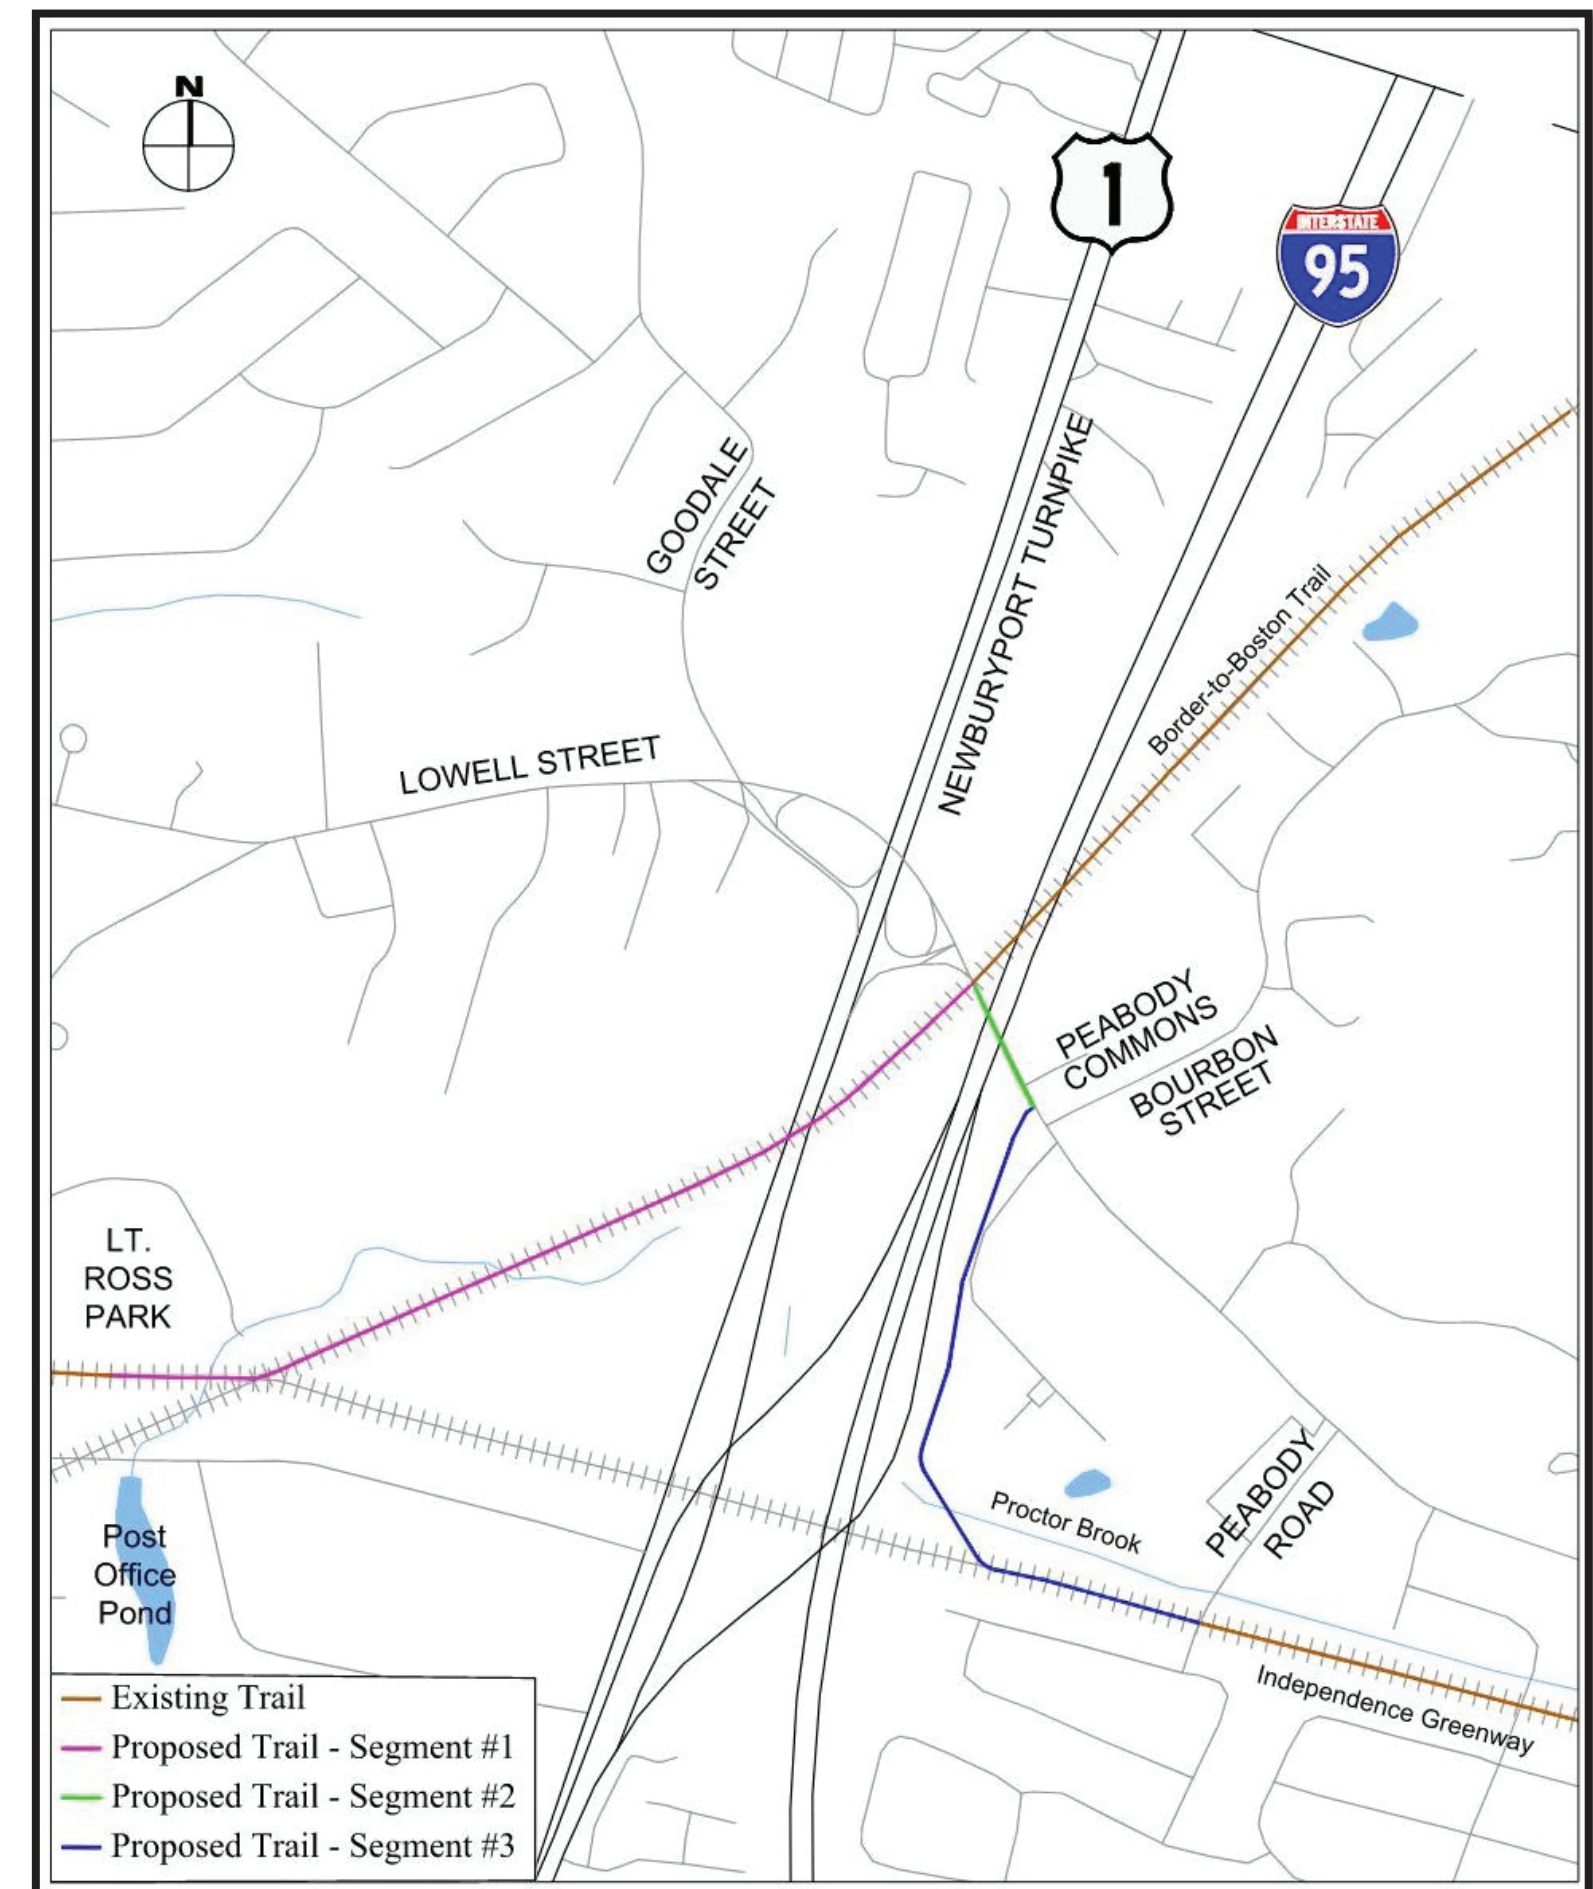 N
1
INTERSTATE
95
GOODALE
STREET
NEWBURYPORT TURNPIKE
Border-to-Boston Trail
LOWELL STREET
PEABODY
COMMONS
BOURBON
STREET
LT.
ROSS
PARK
Proctor Brook
PEABODY
ROAD
Post
Office
Pond
Independence Greenway
Existing Trail
Proposed Trail - Segment #1
Proposed Trail - Segment #2
Proposed Trail - Segment #3